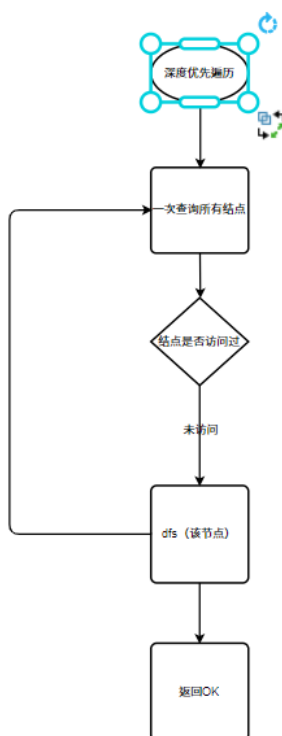 深度优先遍历
一次查询所有结点
结点是否访问过
未访问
dfs（该节点）
返回OK